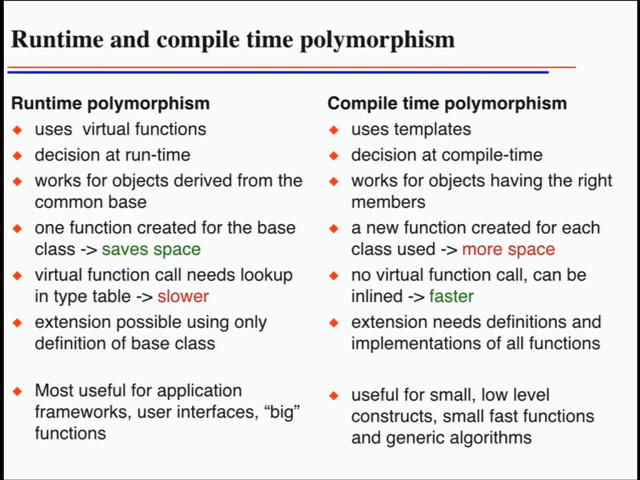 Runtime and compile time polymorphism
Runtime polymorphism
uses virtual functions
decision at run-time
works for objects derived from the
common base
one function created for the base
class -> saves space
virtual function call needs lookup
in type table -> slower
extension possible using only
definition of base class
Most useful for application
frameworks, user interfaces, “big”
functions
Compile time polymorphism
uses templates
decision at compile-time
works for objects having the right
members
a new function created for each
class used -> more space
no virtual function call, can be
inlined -> faster
extension needs definitions and
implementations of all functions
useful for small, low level
constructs, small fast functions
and generic algorithms